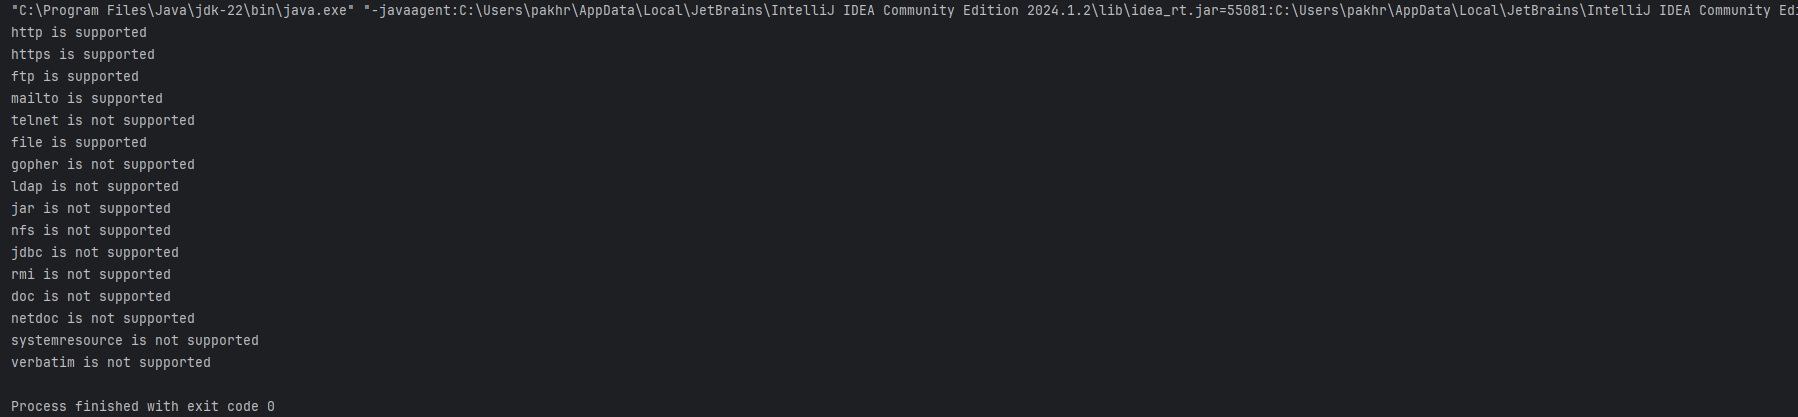 "C:\Program Files\Java\jdk-22\bin\java.exe" "-javaagent:C:\Users\pakhr\AppData\Local\JetBrains\IntelliJ IDEA Community Edition 2024.1.2\lib\idea_rt.jar=55081:C:\Users\pakhr\AppData\Local\JetBrains\IntelliJ IDEA Community Edi
http is supported
https is supported
ftp is supported
mailto is supported
telnet is not supported
file is supported
gopher is not supported
ldap is not supported
jar is not supported
nfs is not supported
jdbc is not supported
rmi is not supported
doc is not supported
netdoc is not supported
systemresource is not supported
verbatim is not supported
Process finished with exit code 0